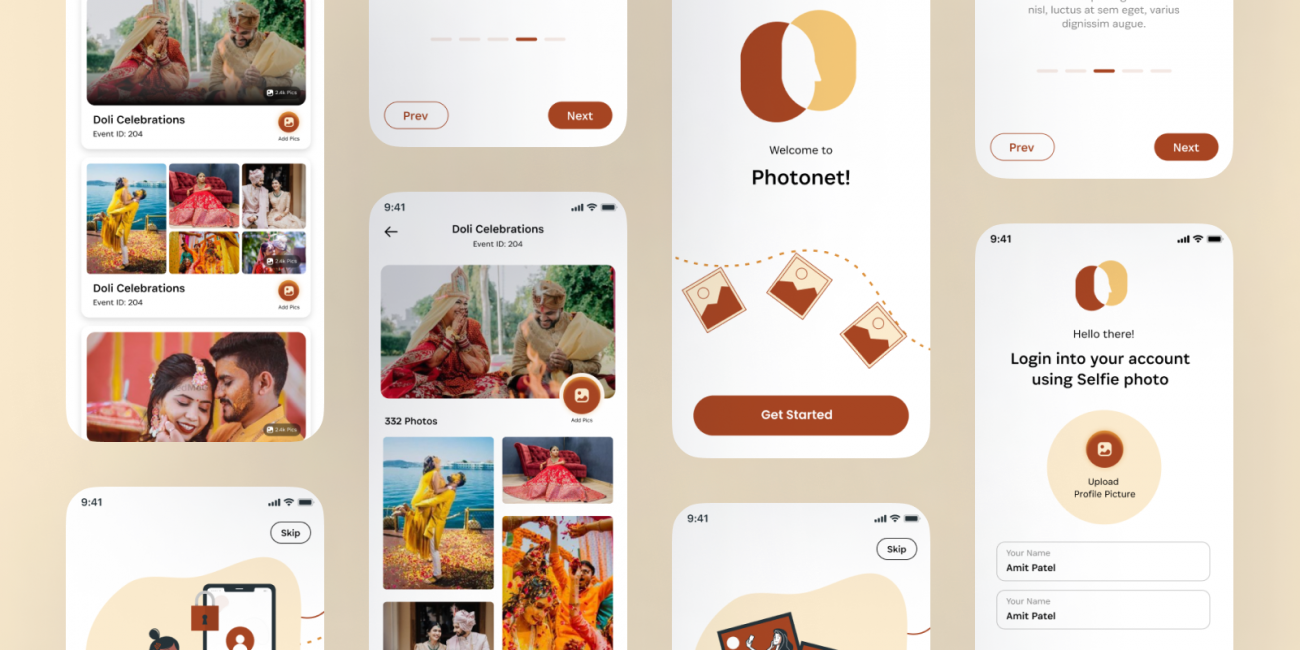 2.4k Pics
Doli Celebrations
Event ID: 204
Add Pics
2.4k Pics
Doli Celebrations
Event ID: 204
Add Pics
2.4k Pics
9:41
Skip
Prev
Next
9:41
Doli Celebrations
Event ID: 204
Add Pics
332 Photos
Welcome to
Photonet!
Get Started
9:41
Skip
nisl, luctus at sem eget, varius
dignissim augue.
Prev
Next
9:41
Hello there!
Login into your account
using Selfie photo
Upload
Profile Picture
Your Name
Amit Patel
Your Name
Amit Patel